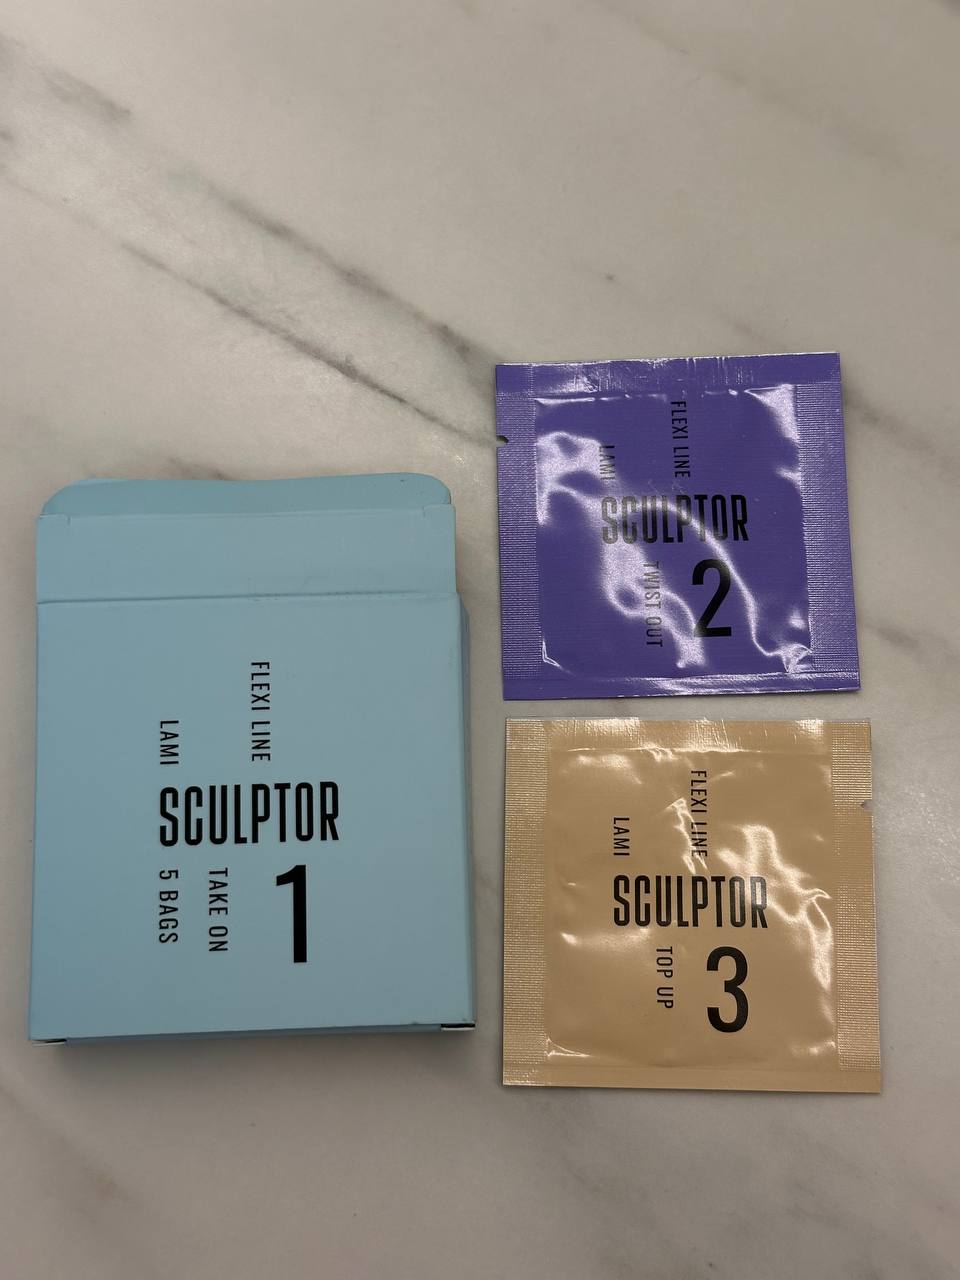 FLEXI LINE
LAMI
SCULPTOR
1
TAKE ON
5 BAGS
FLEXI LINE
LAMI
SCULPTOR
2
TWIST OUT
FLEXI LINE
LAMI
SCULPTOR
3
TOP UP